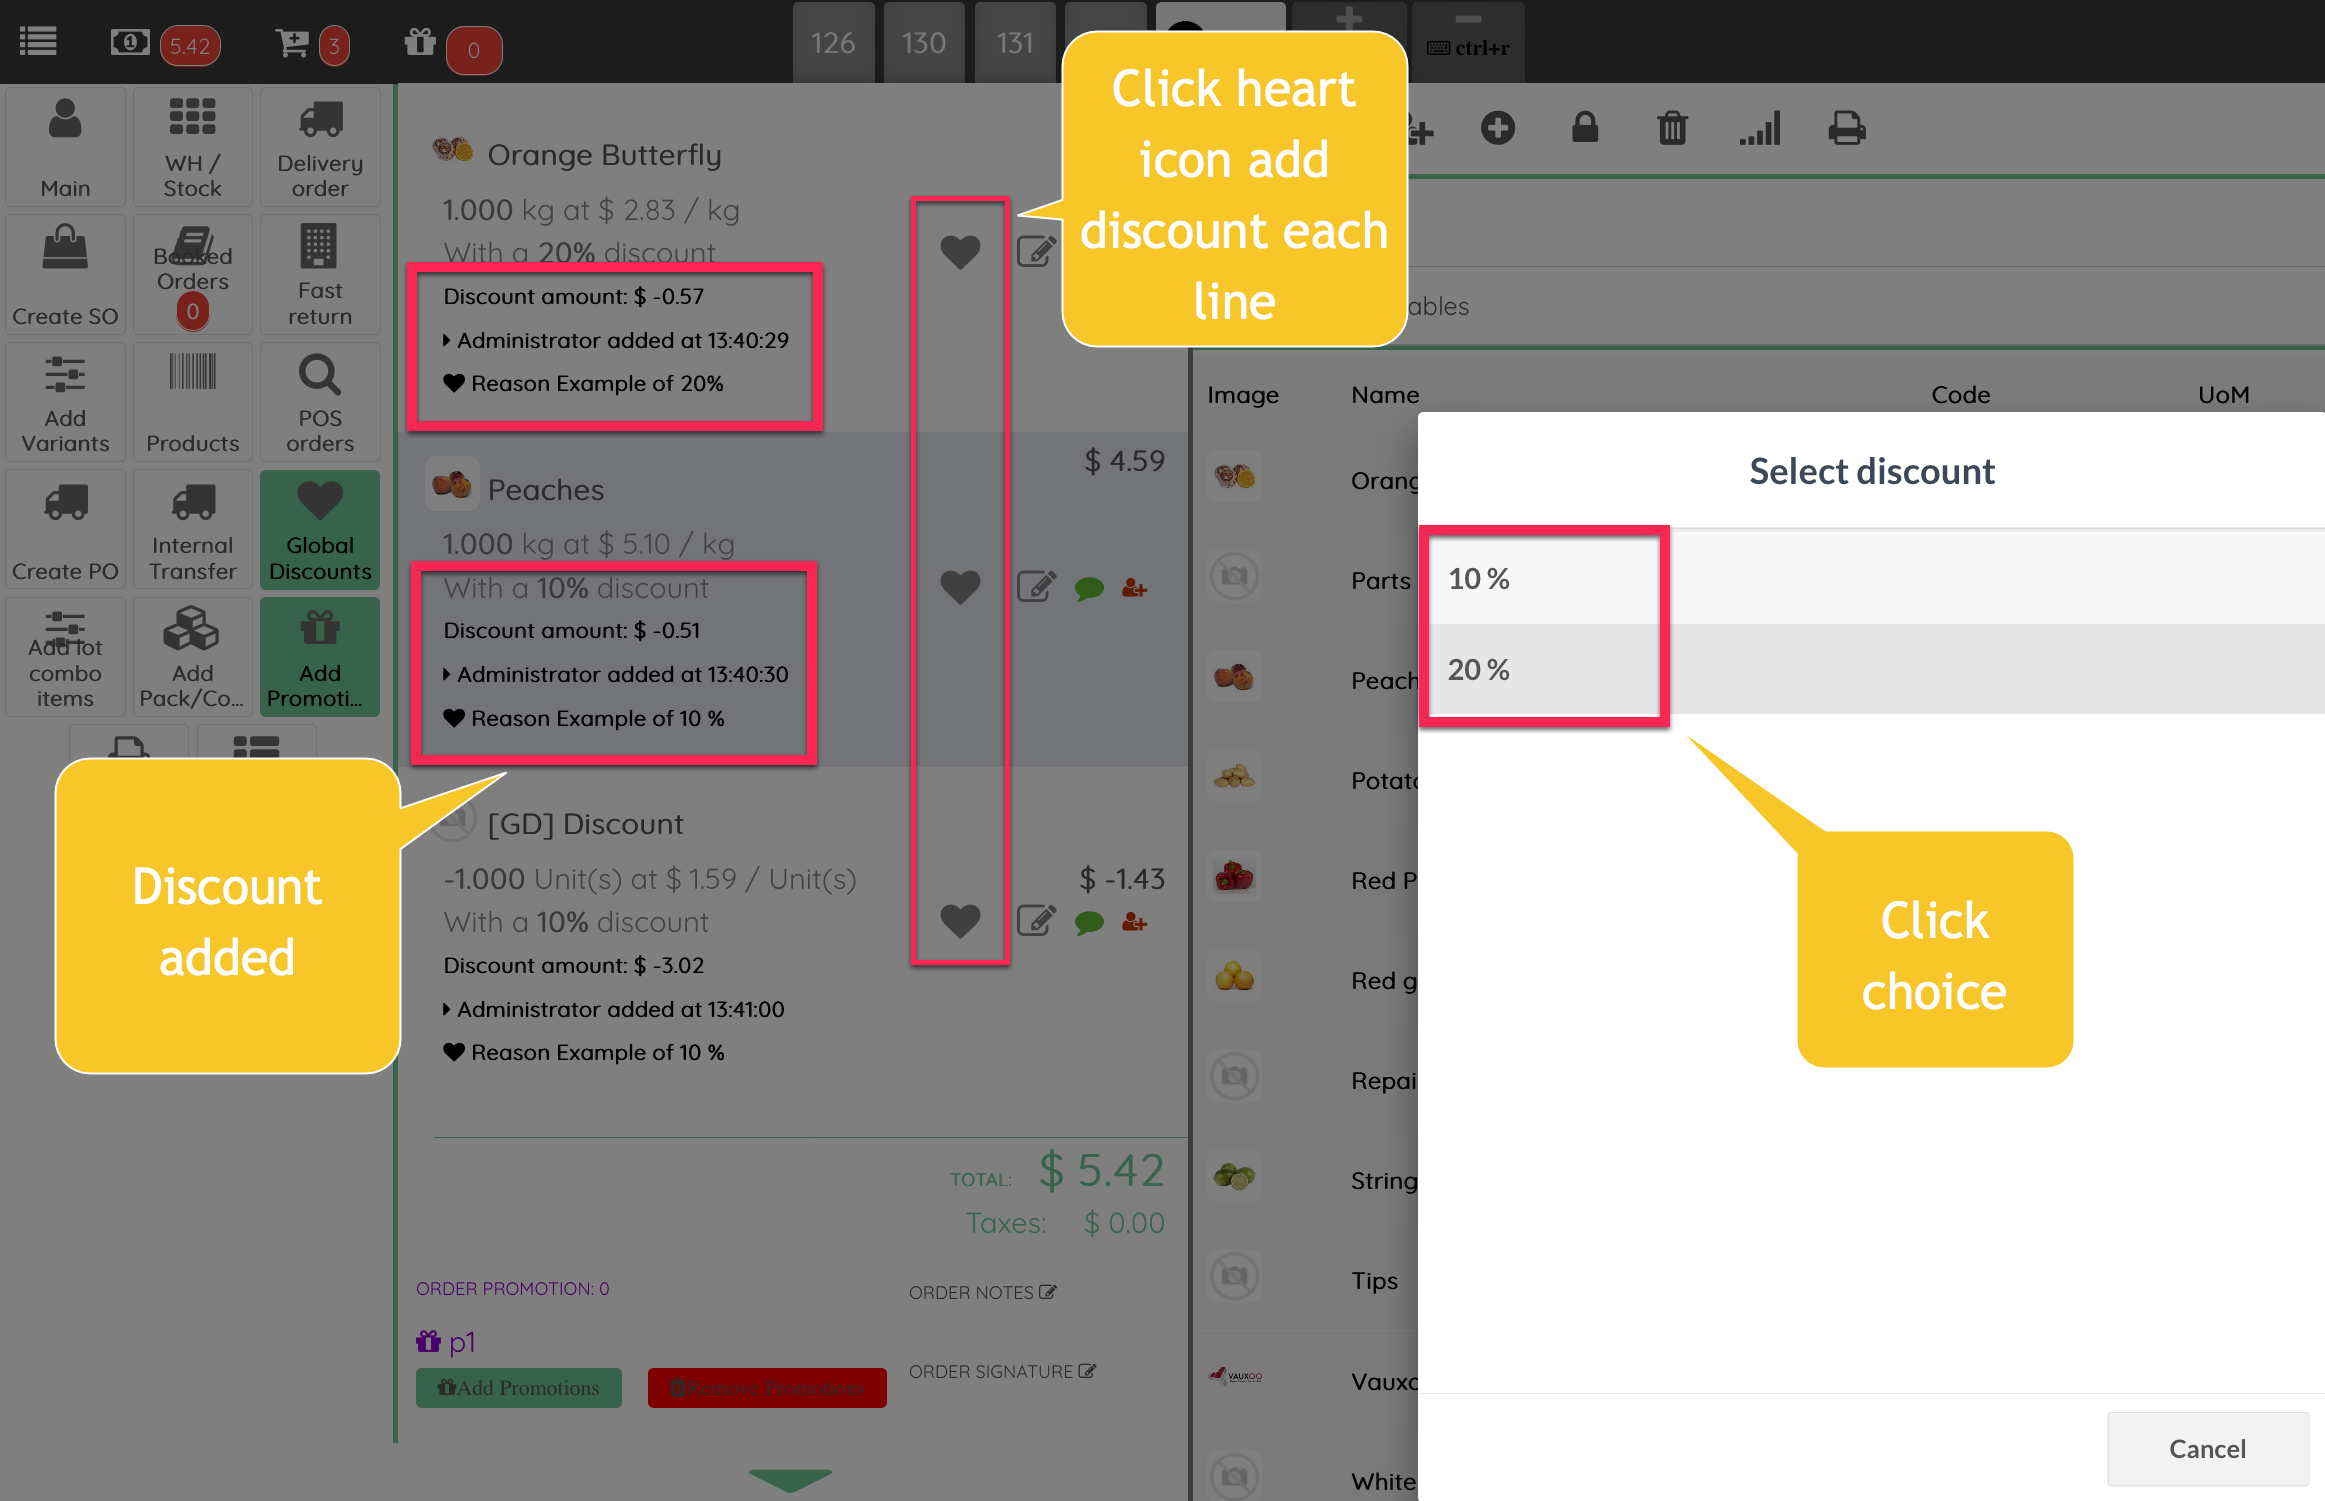 5.42
3
0
126
130
131
ctrl+r
Click heart
icon add
discount each
line
Main
WH /
Stock
Delivery
order
Create SO
Booked
Orders
0
Fast
return
Add
Variants
Products
POS
orders
Create PO
Internal
Transfer
Global
Discounts
Add lot
combo
items
Add
Pack/Co...
Add
Promoti...
Discount
added
Orange Butterfly
1.000 kg at $ 2.83 / kg
With a 20% discount
Discount amount: $ -0.57
Administrator added at 13:40:29
Reason Example of 20%
Peaches
$ 4.59
1.000 kg at $ 5.10 / kg
With a 10% discount
Discount amount: $ -0.51
Administrator added at 13:40:30
Reason Example of 10 %
[GD] Discount
-1.000 Unit(s) at $ 1.59 / Unit(s)
$ -1.43
With a 10% discount
Discount amount: $ -3.02
Administrator added at 13:41:00
Reason Example of 10 %
TOTAL: $ 5.42
Taxes: $ 0.00
ORDER PROMOTION: 0
p1
Add Promotions
Remove Promotions
ORDER NOTES
ORDER SIGNATURE
ables
Image Name Code UoM
Orang
Parts
Peach
Potato
Red P
Red g
Repai
String
Tips
VAUXOO
Vauxo
White
Select discount
10 %
20 %
Click
choice
Cancel